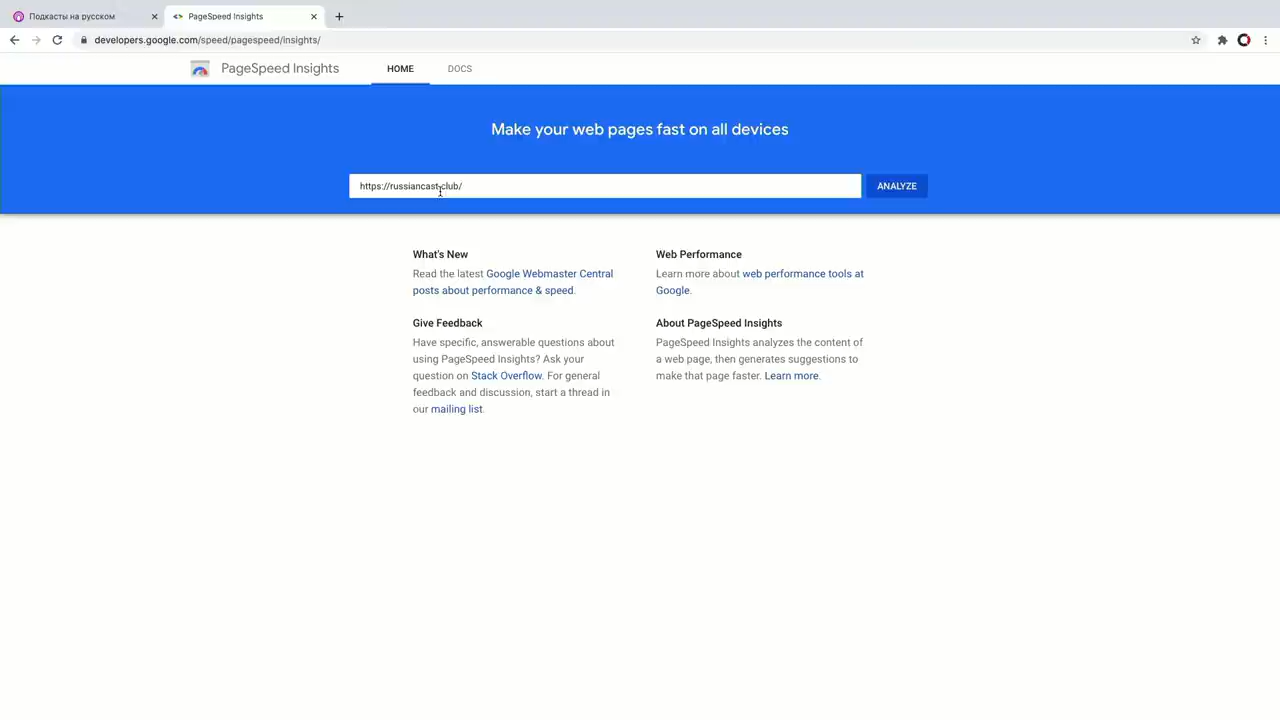 Подкасты на русском
PageSpeed Insights
developers.google.com/speed/pagespeed/insights/
PageSpeed Insights
HOME
DOCS
Make your web pages fast on all devices
https://russiancast.club/
ANALYZE
What's New
Read the latest Google Webmaster Central
posts about performance & speed.
Web Performance
Learn more about web performance tools at
Google.
Give Feedback
Have specific, answerable questions about
using PageSpeed Insights? Ask your
question on Stack Overflow. For general
feedback and discussion, start a thread in
our mailing list.
About PageSpeed Insights
PageSpeed Insights analyzes the content of
a web page, then generates suggestions to
make that page faster. Learn more.